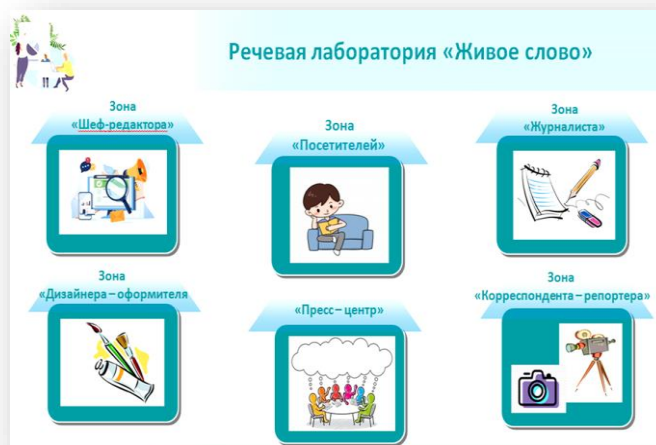 Речевая лаборатория «Живое слово»
Зона
«Шеф-редактора»
Зона
«Посетителей»
Зона
«Журналиста»
Зона
«Дизайнера – оформителя
«Пресс – центр»
Зона
«Корреспондента – репортера»